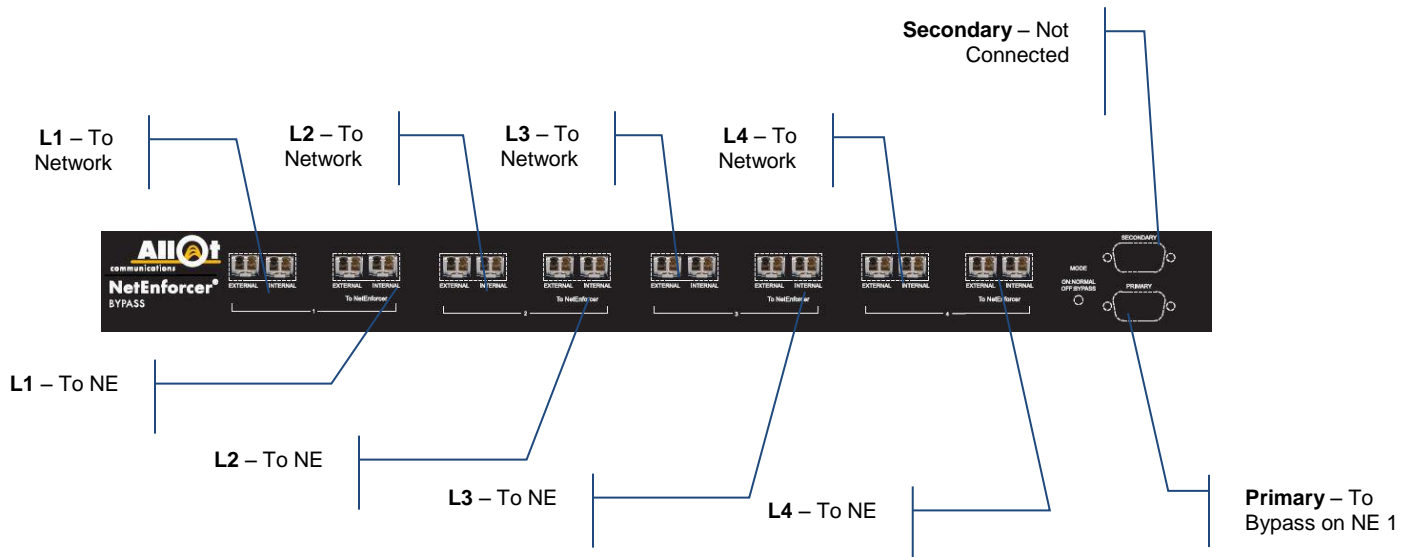 Secondary – Not
Connected
L1 – To
Network
L2 – To
Network
L3 – To
Network
L4 – To
Network
Allot
communications
NetEnforcer®
BYPASS
EXTERNAL INTERNAL
EXTERNAL INTERNAL
To NetEnforcer
1
EXTERNAL INTERNAL
EXTERNAL INTERNAL
To NetEnforcer
2
EXTERNAL INTERNAL
EXTERNAL INTERNAL
To NetEnforcer
3
EXTERNAL INTERNAL
EXTERNAL INTERNAL
To NetEnforcer
4
MODE
ON:NORMAL
OFF:BYPASS
SECONDARY
PRIMARY
L1 – To NE
L2 – To NE
L3 – To NE
L4 – To NE
Primary – To
Bypass on NE 1